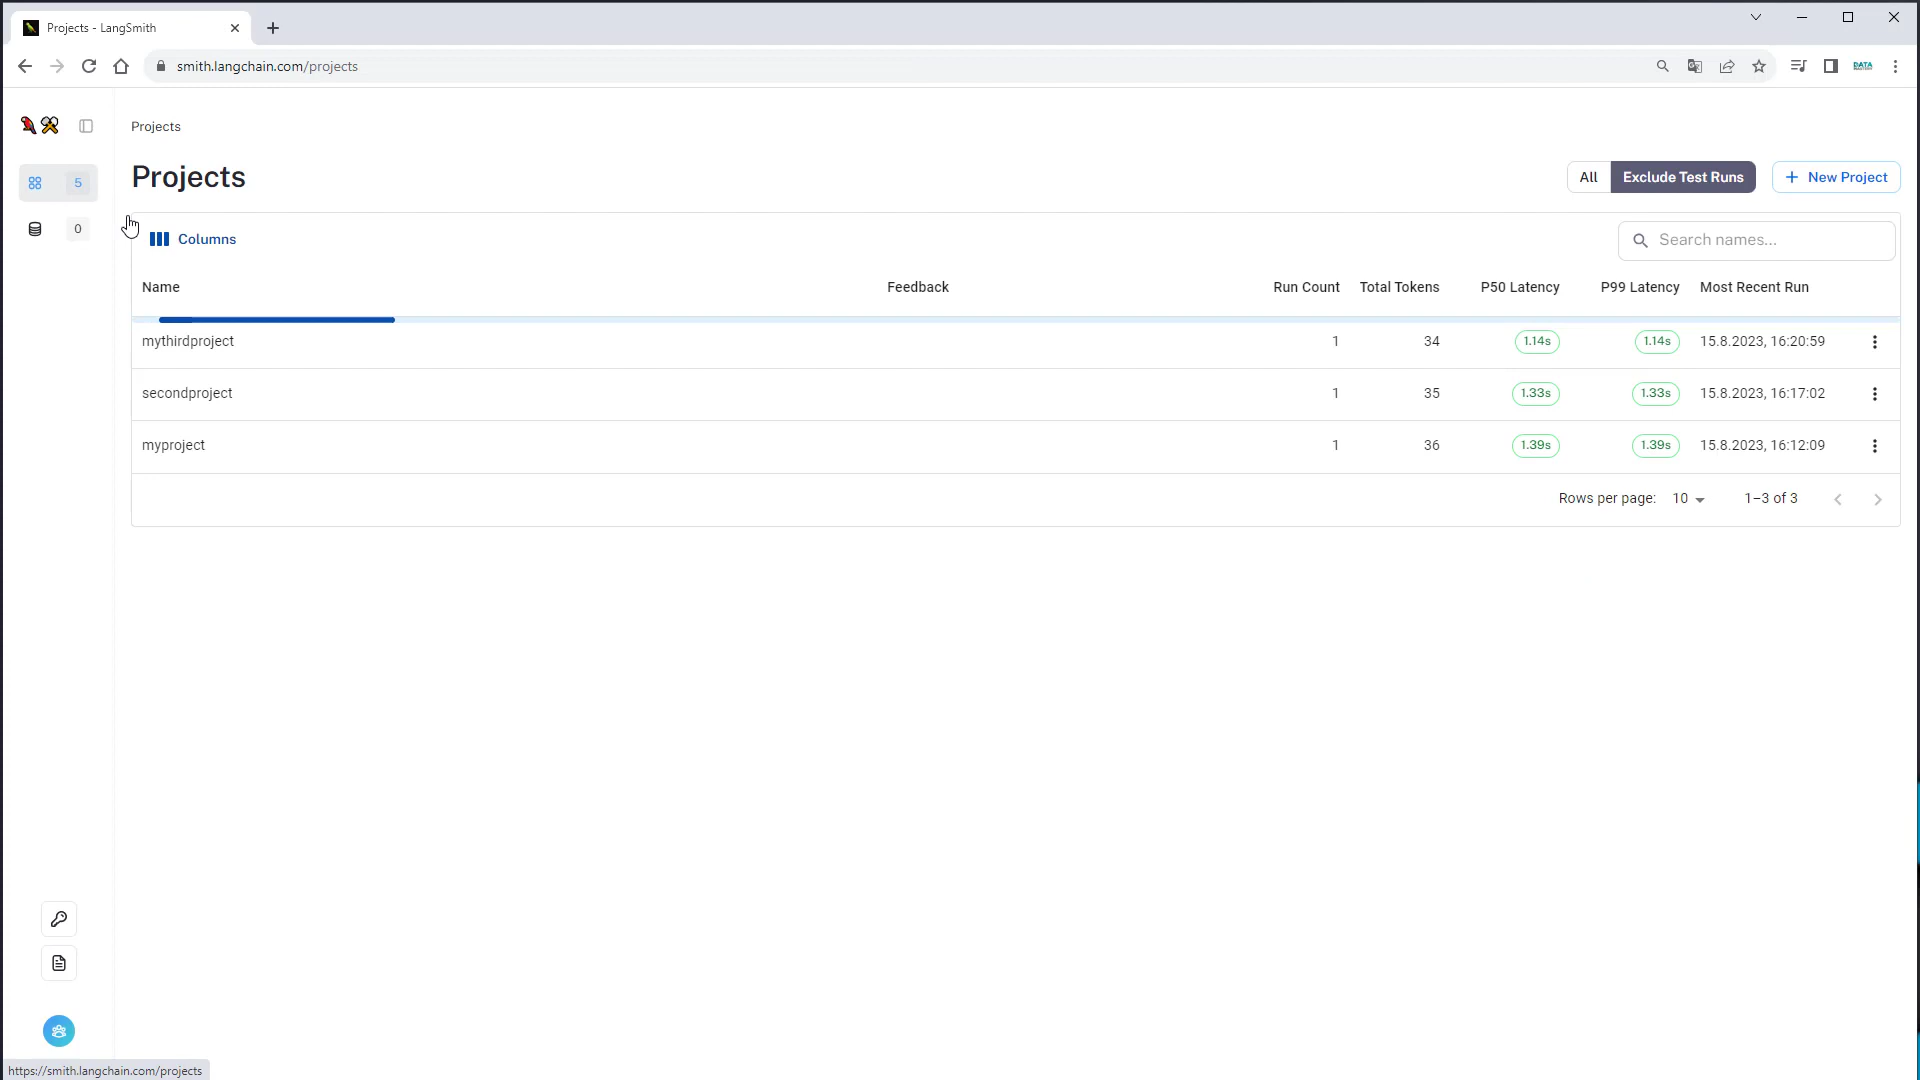 Projects - LangSmith
smith.langchain.com/projects
DATA
Projects
5
0
Projects
All
Exclude Test Runs
+ New Project
Columns
Search names...
Name Feedback Run Count Total Tokens P50 Latency P99 Latency Most Recent Run
mythirdproject 1 34 1.14s 1.14s 15.8.2023, 16:20:59
secondproject 1 35 1.33s 1.33s 15.8.2023, 16:17:02
myproject 1 36 1.39s 1.39s 15.8.2023, 16:12:09
Rows per page: 10 1–3 of 3
https://smith.langchain.com/projects